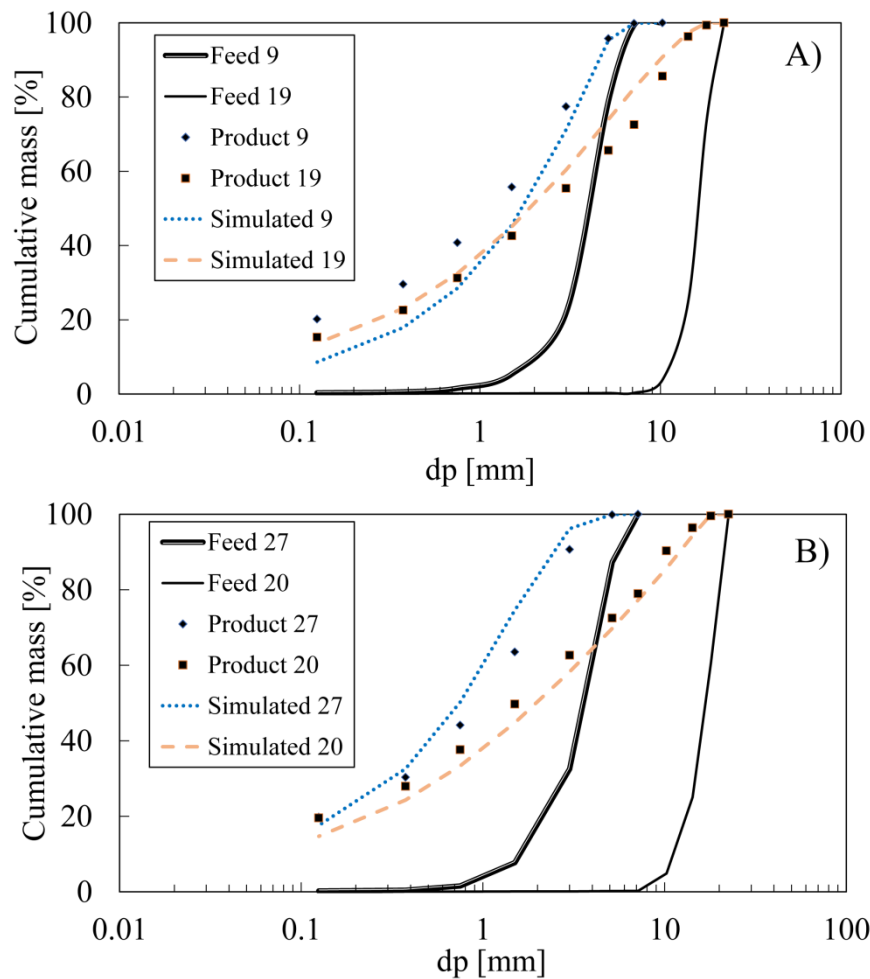 100
80
60
40
20
0
Cumulative mass [%]
Feed 9
Feed 19
Product 9
Product 19
Simulated 9
Simulated 19
A)
0.01
0.1
1
10
100
dp [mm]
100
80
60
40
20
0
Cumulative mass [%]
Feed 27
Feed 20
Product 27
Product 20
Simulated 27
Simulated 20
B)
0.01
0.1
1
10
100
dp [mm]